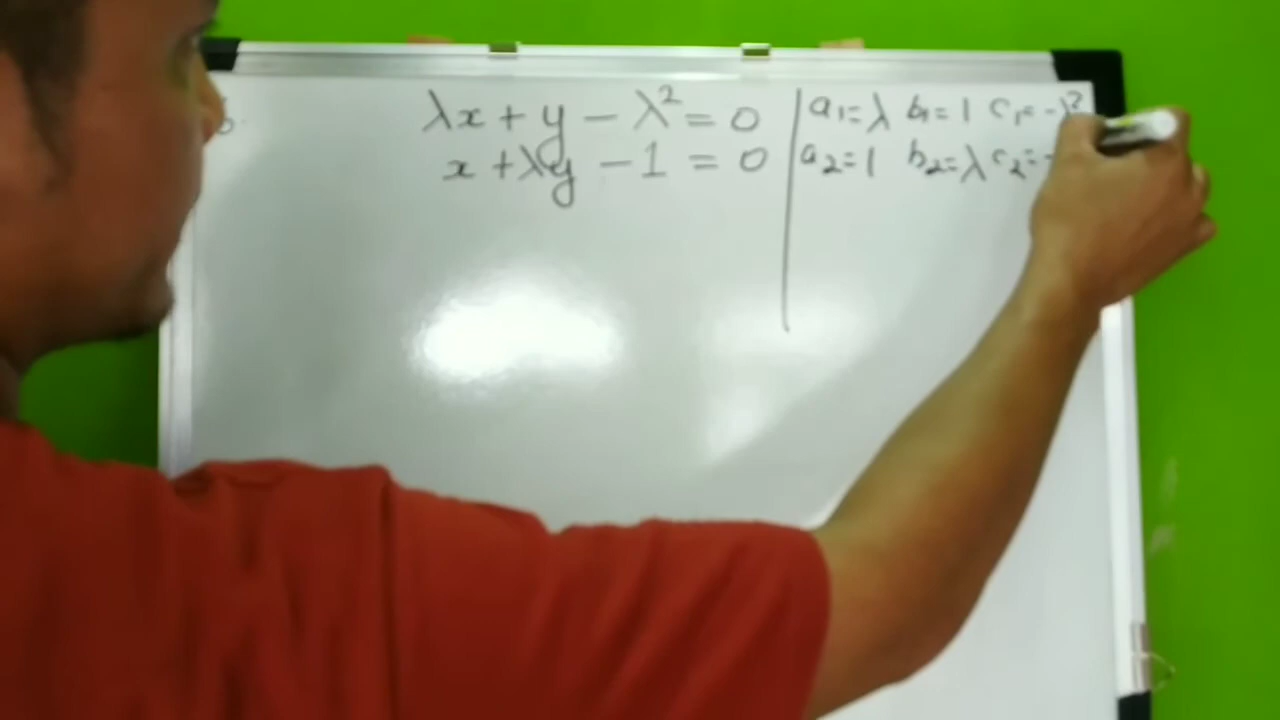 λx + y − λ² = 0 | a₁=λ b₁=1 c₁=-λ²
x + λy − 1 = 0 | a₂=1 b₂=λ c₂=-